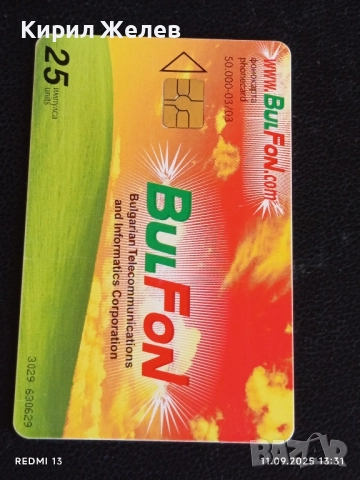 Кирил Желев
www.BULFON.com
фонокарта
phonecard
50.000-03/03
25
импулса
units
BULFON
Bulgarian Telecommunications
and Informatics Corporation
3029 630629
REDMI 13
11.09.2025 13:31
BAZAR